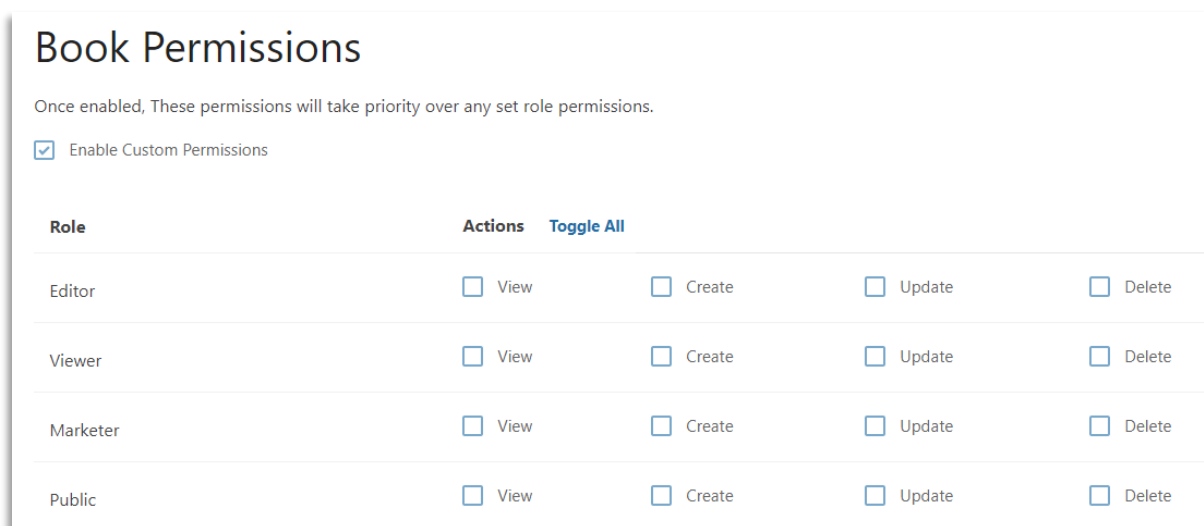 Book Permissions
Once enabled, These permissions will take priority over any set role permissions.
Enable Custom Permissions
Role Actions Toggle All
Editor View Create Update Delete
Viewer View Create Update Delete
Marketer View Create Update Delete
Public View Create Update Delete